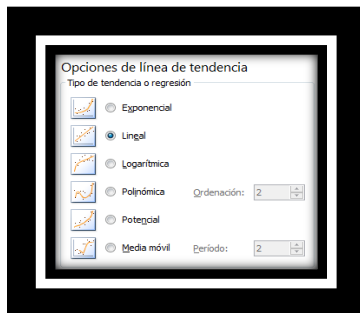 Opciones de línea de tendencia
Tipo de tendencia o regresión
Exponencial
Lineal
Logarítmica
Polinómica Ordenación: 2
Potencial
Media móvil Período: 2